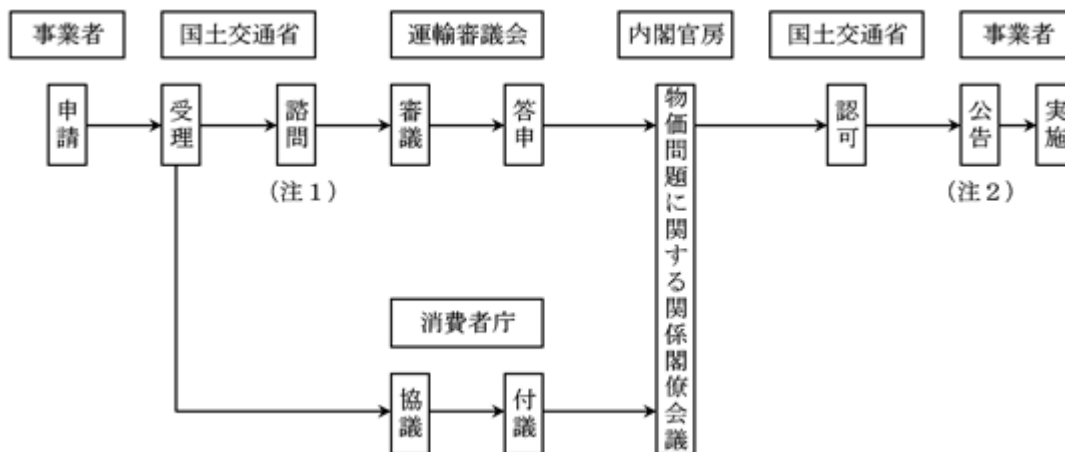 事業者
国土交通省
運輸審議会
内閣官房
国土交通省
事業者
申請
受理
諮問
審議
答申
物価問題に関する関係閣僚会議
認可
公告
実施
(注1)
(注2)
消費者庁
協議
付議